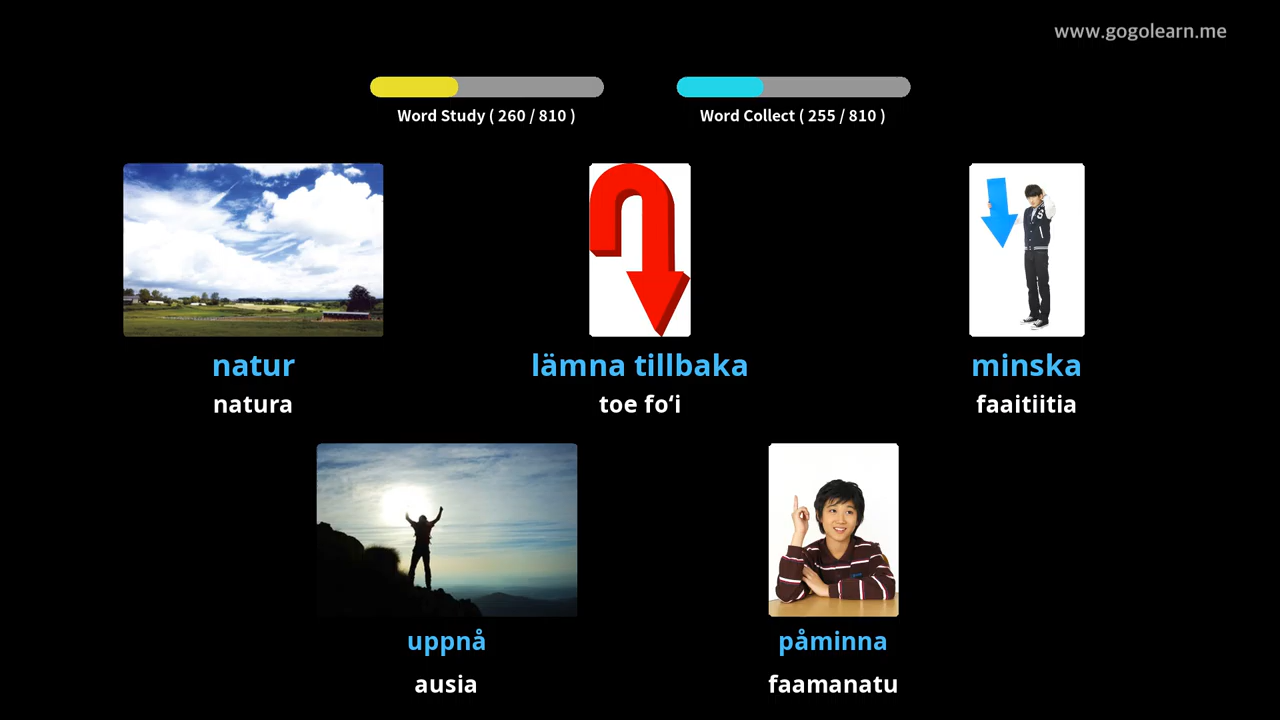 www.gogolearn.me
Word Study ( 260 / 810 )
Word Collect ( 255 / 810 )
natur
lämna tillbaka
minska
natura
toe foʻi
faaitiitia
uppnå
påminna
ausia
faamanatu